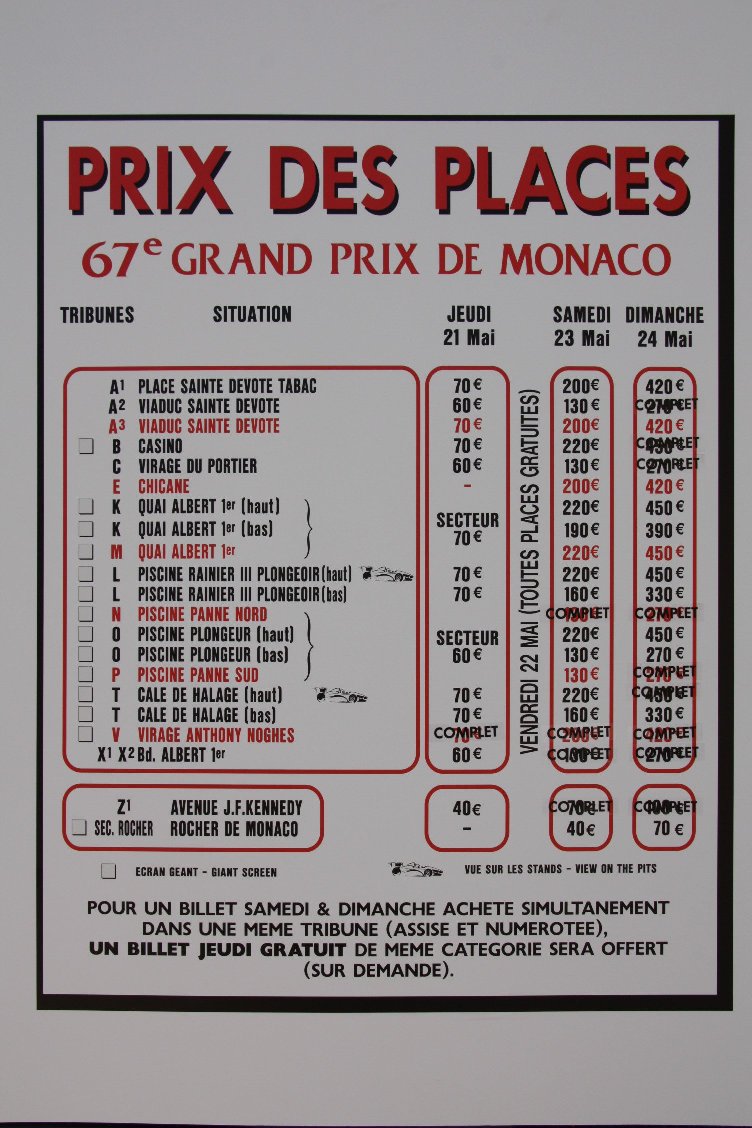 PRIX DES PLACES
67e GRAND PRIX DE MONACO
TRIBUNES SITUATION JEUDI 21 Mai SAMEDI 23 Mai DIMANCHE 24 Mai
A1 PLACE SAINTE DEVOTE TABAC 70€ 200€ 420€
A2 VIADUC SAINTE DEVOTE 60€ 130€ 270€ COMPLET
A3 VIADUC SAINTE DEVOTE 70€ 200€ 420€
B CASINO 70€ 220€ COMPLET
C VIRAGE DU PORTIER 60€ 130€ 270€ COMPLET
E CHICANE - 200€ 420€
K QUAI ALBERT 1er (haut) 220€ 450€
K QUAI ALBERT 1er (bas) SECTEUR 70€ 190€ 390€
M QUAI ALBERT 1er 220€ 450€
L PISCINE RAINIER III PLONGEOIR (haut) 70€ 220€ 450€
L PISCINE RAINIER III PLONGEOIR (bas) 70€ 160€ 330€
N PISCINE PANNE NORD COMPLET COMPLET
O PISCINE PLONGEUR (haut) 220€ 450€
O PISCINE PLONGEUR (bas) SECTEUR 60€ 130€ 270€
P PISCINE PANNE SUD 130€ COMPLET
T CALE DE HALAGE (haut) 70€ 220€ COMPLET
T CALE DE HALAGE (bas) 70€ 160€ 330€
V VIRAGE ANTHONY NOGHES COMPLET COMPLET COMPLET
X1 X2 Bd. ALBERT 1er 60€ COMPLET COMPLET
VENDREDI 22 MAI (TOUTES PLACES GRATUITES)
Z1 AVENUE J.F.KENNEDY 40€ COMPLET COMPLET
SEC. ROCHER ROCHER DE MONACO - 40€ 70€
ECRAN GEANT - GIANT SCREEN VUE SUR LES STANDS - VIEW ON THE PITS
POUR UN BILLET SAMEDI & DIMANCHE ACHETE SIMULTANEMENT
DANS UNE MEME TRIBUNE (ASSISE ET NUMEROTEE),
UN BILLET JEUDI GRATUIT DE MEME CATEGORIE SERA OFFERT
(SUR DEMANDE).